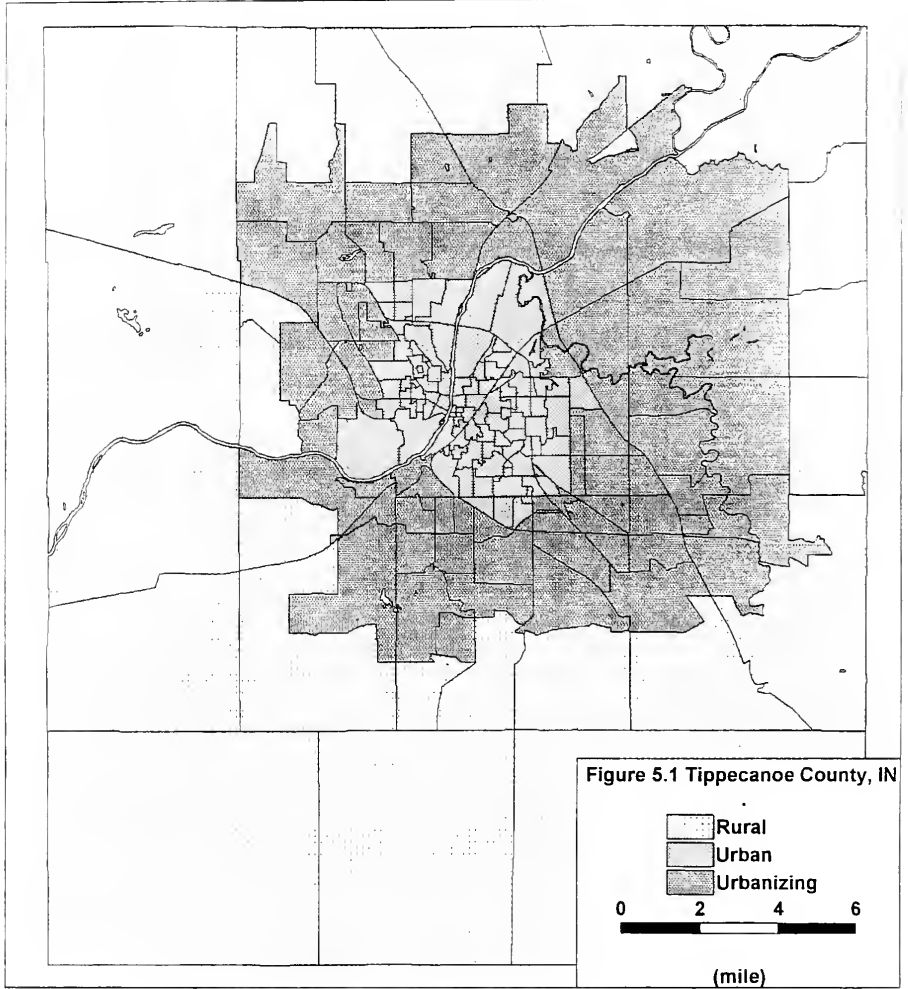 Figure 5.1 Tippecanoe County, IN
Rural
Urban
Urbanizing
0 2 4 6
(mile)